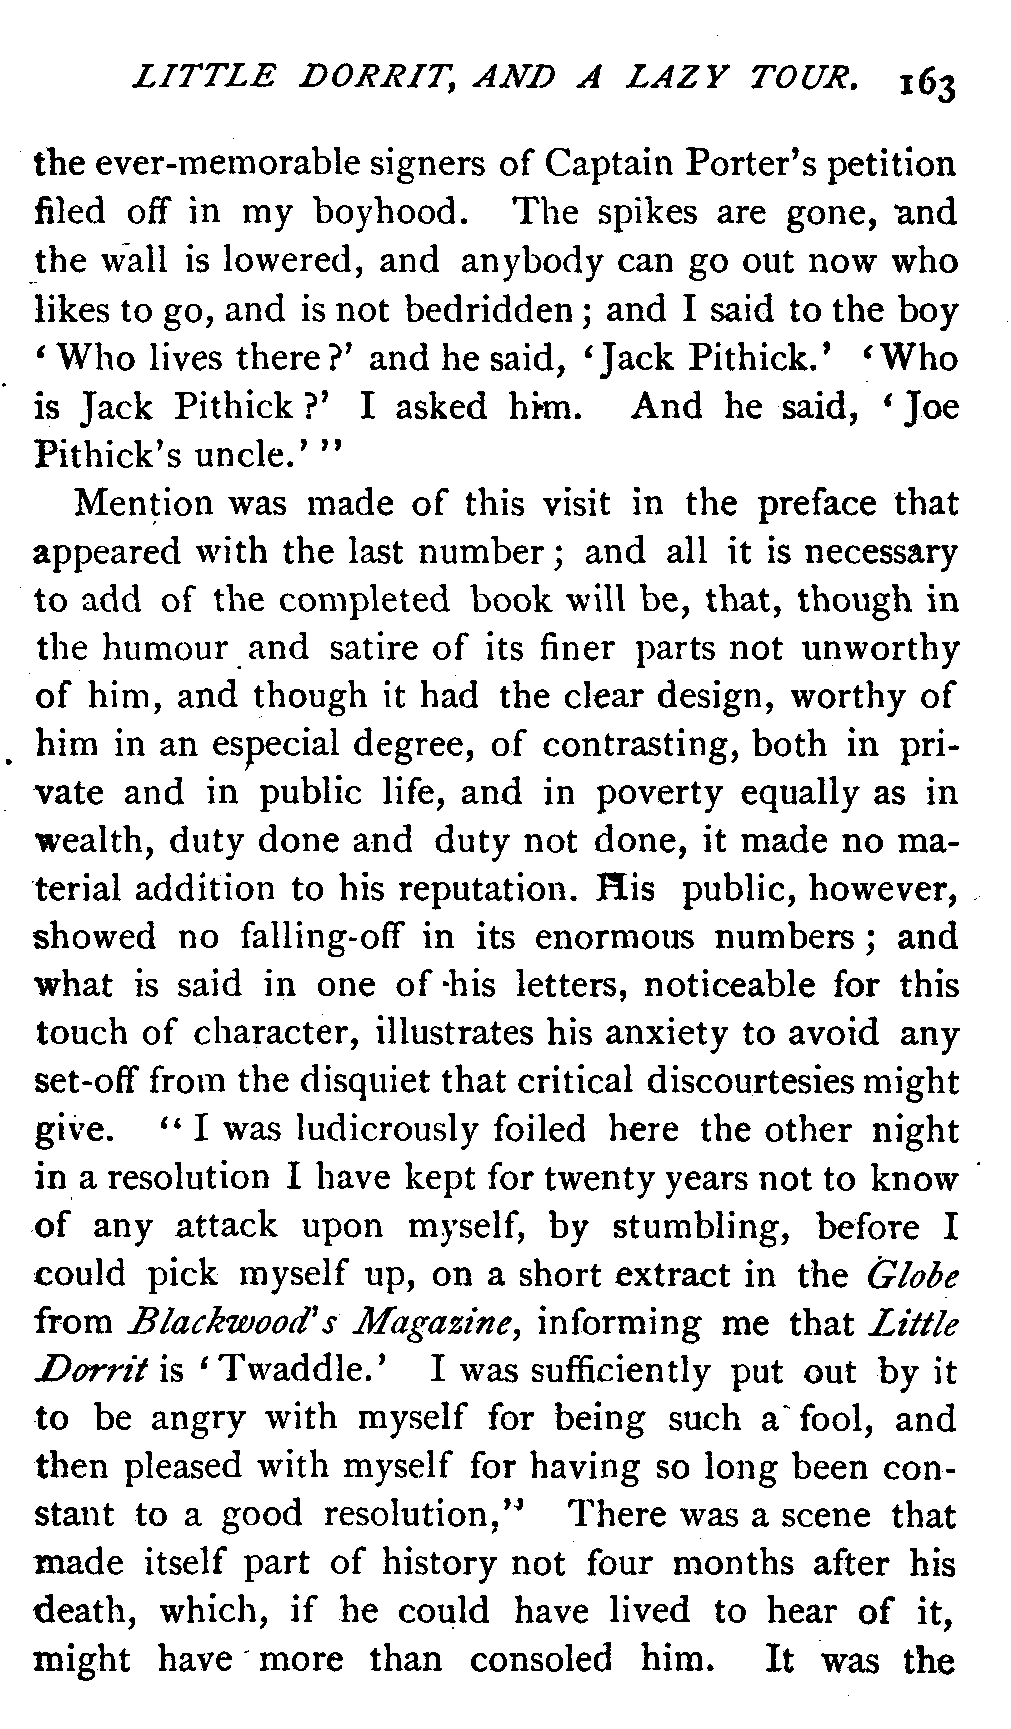 LITTLE DORRIT, AND A LAZY TOUR. 163
the ever-memorable signers of Captain Porter's petition
filed off in my boyhood. The spikes are gone, and
the wall is lowered, and anybody can go out now who
likes to go, and is not bedridden; and I said to the boy
'Who lives there?' and he said, 'Jack Pithick.' 'Who
is Jack Pithick?' I asked him. And he said, 'Joe
Pithick's uncle.'"
Mention was made of this visit in the preface that
appeared with the last number; and all it is necessary
to add of the completed book will be, that, though in
the humour and satire of its finer parts not unworthy
of him, and though it had the clear design, worthy of
him in an especial degree, of contrasting, both in pri-
vate and in public life, and in poverty equally as in
wealth, duty done and duty not done, it made no ma-
terial addition to his reputation. His public, however,
showed no falling-off in its enormous numbers; and
what is said in one of his letters, noticeable for this
touch of character, illustrates his anxiety to avoid any
set-off from the disquiet that critical discourtesies might
give. "I was ludicrously foiled here the other night
in a resolution I have kept for twenty years not to know
of any attack upon myself, by stumbling, before I
could pick myself up, on a short extract in the Globe
from Blackwood's Magazine, informing me that Little
Dorrit is 'Twaddle.' I was sufficiently put out by it
to be angry with myself for being such a fool, and
then pleased with myself for having so long been con-
stant to a good resolution," There was a scene that
made itself part of history not four months after his
death, which, if he could have lived to hear of it,
might have more than consoled him. It was the